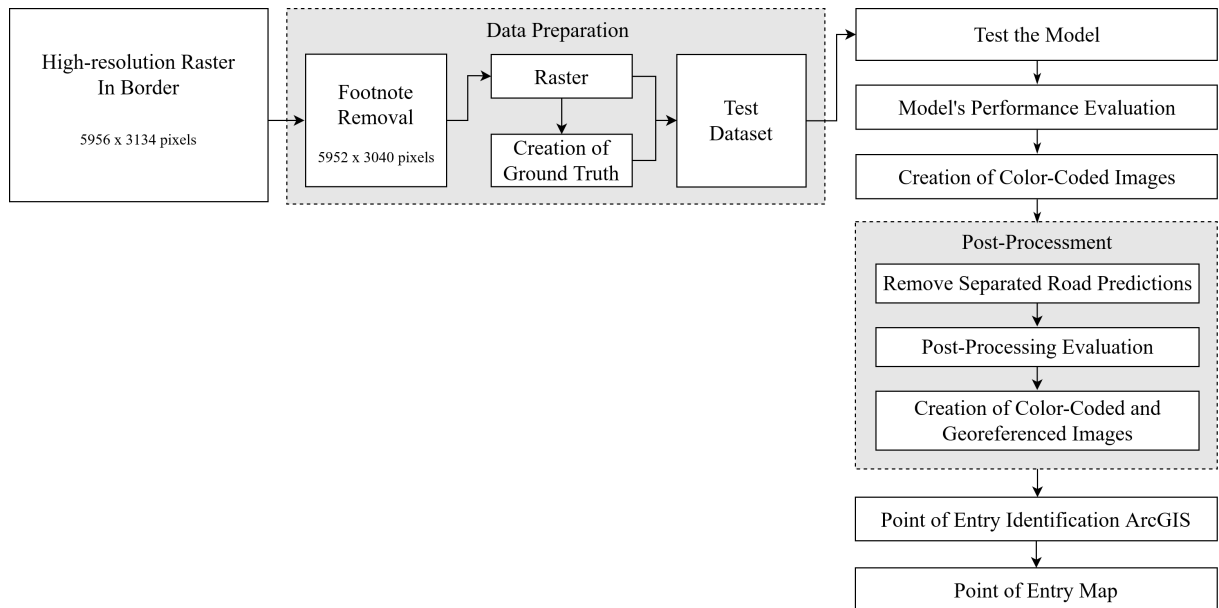 High-resolution Raster
In Border
5956 x 3134 pixels
Data Preparation
Footnote
Removal
5952 x 3040 pixels
Raster
Creation of
Ground Truth
Test
Dataset
Test the Model
Model's Performance Evaluation
Creation of Color-Coded Images
Post-Processment
Remove Separated Road Predictions
Post-Processing Evaluation
Creation of Color-Coded and
Georeferenced Images
Point of Entry Identification ArcGIS
Point of Entry Map